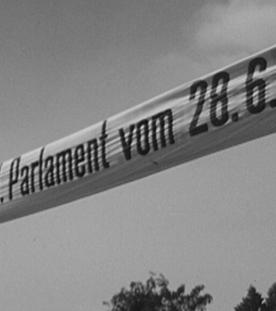 . Parlament vom 28.6.